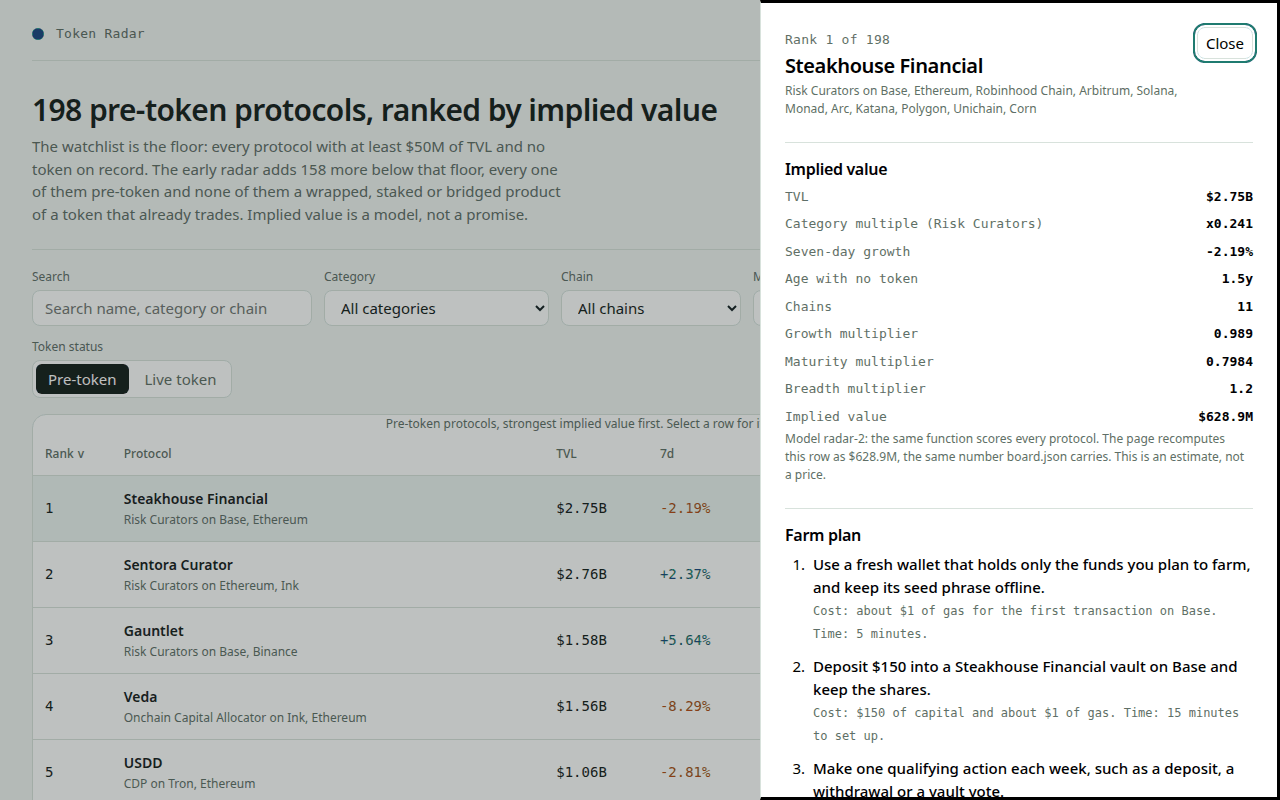 Token Radar
198 pre-token protocols, ranked by implied value
The watchlist is the floor: every protocol with at least $50M of TVL and no
token on record. The early radar adds 158 more below that floor, every one
of them pre-token and none of them a wrapped, staked or bridged product
of a token that already trades. Implied value is a model, not a promise.
Search
Category
Chain
M
Search name, category or chain
All categories
All chains
Token status
Pre-token
Live token
Pre-token protocols, strongest implied value first. Select a row for i
Rank v
Protocol
TVL
7d
1
Steakhouse Financial
Risk Curators on Base, Ethereum
$2.75B
-2.19%
2
Sentora Curator
Risk Curators on Ethereum, Ink
$2.76B
+2.37%
3
Gauntlet
Risk Curators on Base, Binance
$1.58B
+5.64%
4
Veda
Onchain Capital Allocator on Ink, Ethereum
$1.56B
-8.29%
5
USDD
CDP on Tron, Ethereum
$1.06B
-2.81%
Rank 1 of 198
Close
Steakhouse Financial
Risk Curators on Base, Ethereum, Robinhood Chain, Arbitrum, Solana,
Monad, Arc, Katana, Polygon, Unichain, Corn
Implied value
TVL $2.75B
Category multiple (Risk Curators) x0.241
Seven-day growth -2.19%
Age with no token 1.5y
Chains 11
Growth multiplier 0.989
Maturity multiplier 0.7984
Breadth multiplier 1.2
Implied value $628.9M
Model radar-2: the same function scores every protocol. The page recomputes
this row as $628.9M, the same number board.json carries. This is an estimate, not
a price.
Farm plan
1. Use a fresh wallet that holds only the funds you plan to farm,
and keep its seed phrase offline.
Cost: about $1 of gas for the first transaction on Base.
Time: 5 minutes.
2. Deposit $150 into a Steakhouse Financial vault on Base and
keep the shares.
Cost: $150 of capital and about $1 of gas. Time: 15 minutes
to set up.
3. Make one qualifying action each week, such as a deposit, a
withdrawal or a vault vote.